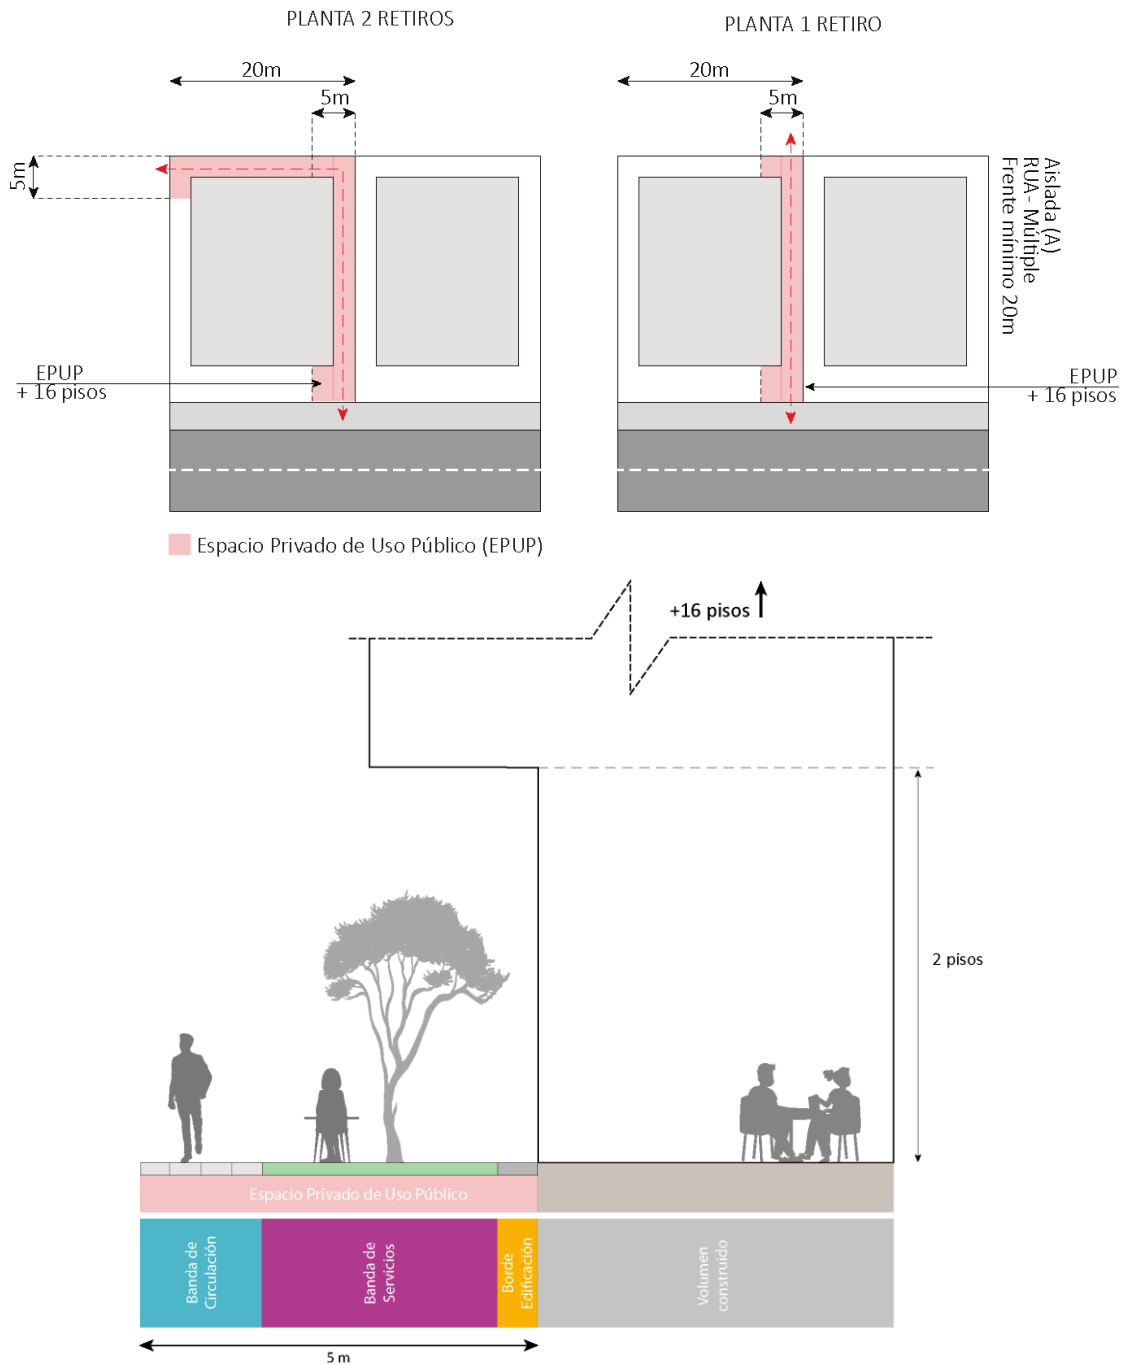 PLANTA 2 RETIROS
PLANTA 1 RETIRO
20m
5m
5m
20m
5m
Aislada (A)
RUA- Múltiple
Frente mínimo 20m
EPUP
+ 16 pisos
EPUP
+ 16 pisos
Espacio Privado de Uso Público (EPUP)
+16 pisos
2 pisos
Espacio Privado de Uso Público
Banda de
Circulación
Banda de
Servicios
Borde
Edificación
Volumen
construido
5 m